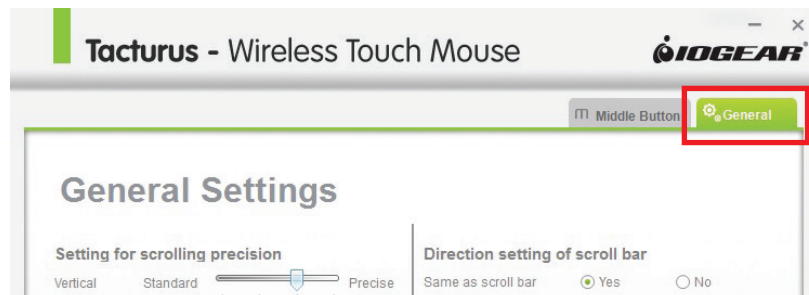 Tacturus - Wireless Touch Mouse
IOGEAR
Middle Button
General
General Settings
Setting for scrolling precision
Vertical Standard Precise
Direction setting of scroll bar
Same as scroll bar Yes No